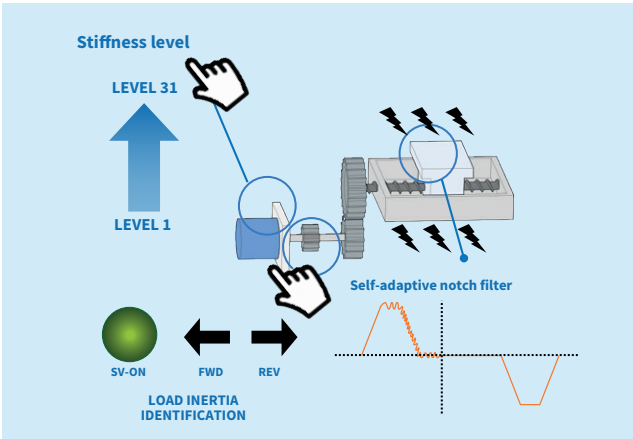 Stiffness level
LEVEL 31
LEVEL 1
Self-adaptive notch filter
SV-ON
FWD
REV
LOAD INERTIA
IDENTIFICATION